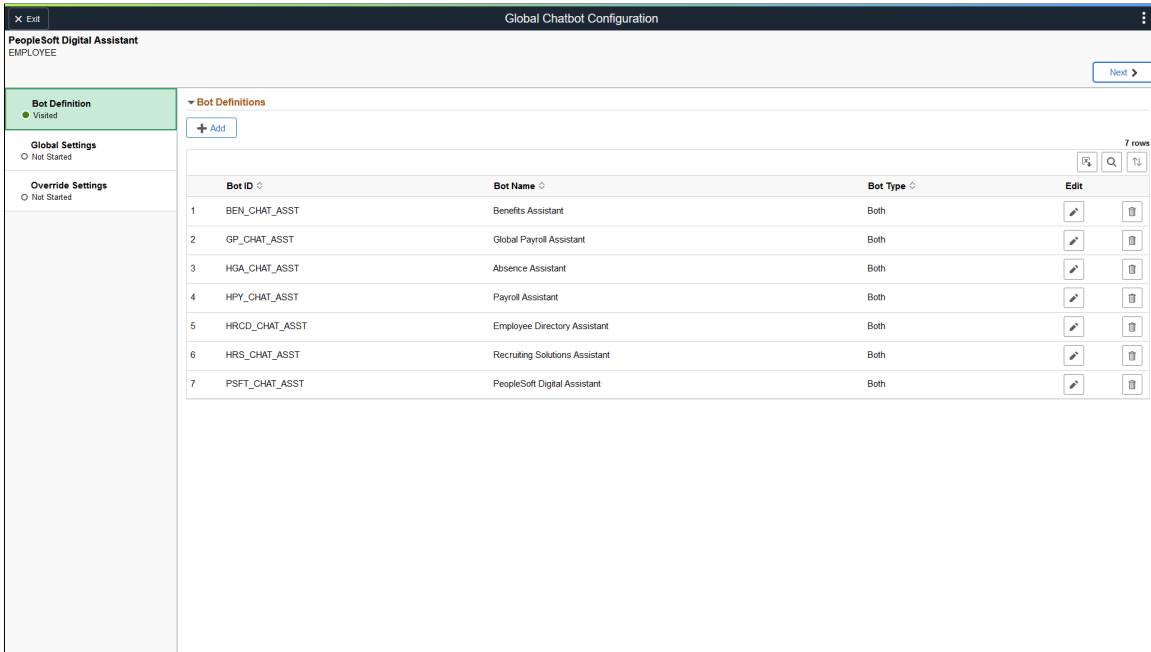 Exit
Global Chatbot Configuration
PeopleSoft Digital Assistant
EMPLOYEE
Next
Bot Definition
Visited
Global Settings
Not Started
Override Settings
Not Started
Bot Definitions
Add
7 rows
Bot ID Bot Name Bot Type Edit
1 BEN_CHAT_ASST Benefits Assistant Both
2 GP_CHAT_ASST Global Payroll Assistant Both
3 HGA_CHAT_ASST Absence Assistant Both
4 HPY_CHAT_ASST Payroll Assistant Both
5 HRCD_CHAT_ASST Employee Directory Assistant Both
6 HRS_CHAT_ASST Recruiting Solutions Assistant Both
7 PSFT_CHAT_ASST PeopleSoft Digital Assistant Both